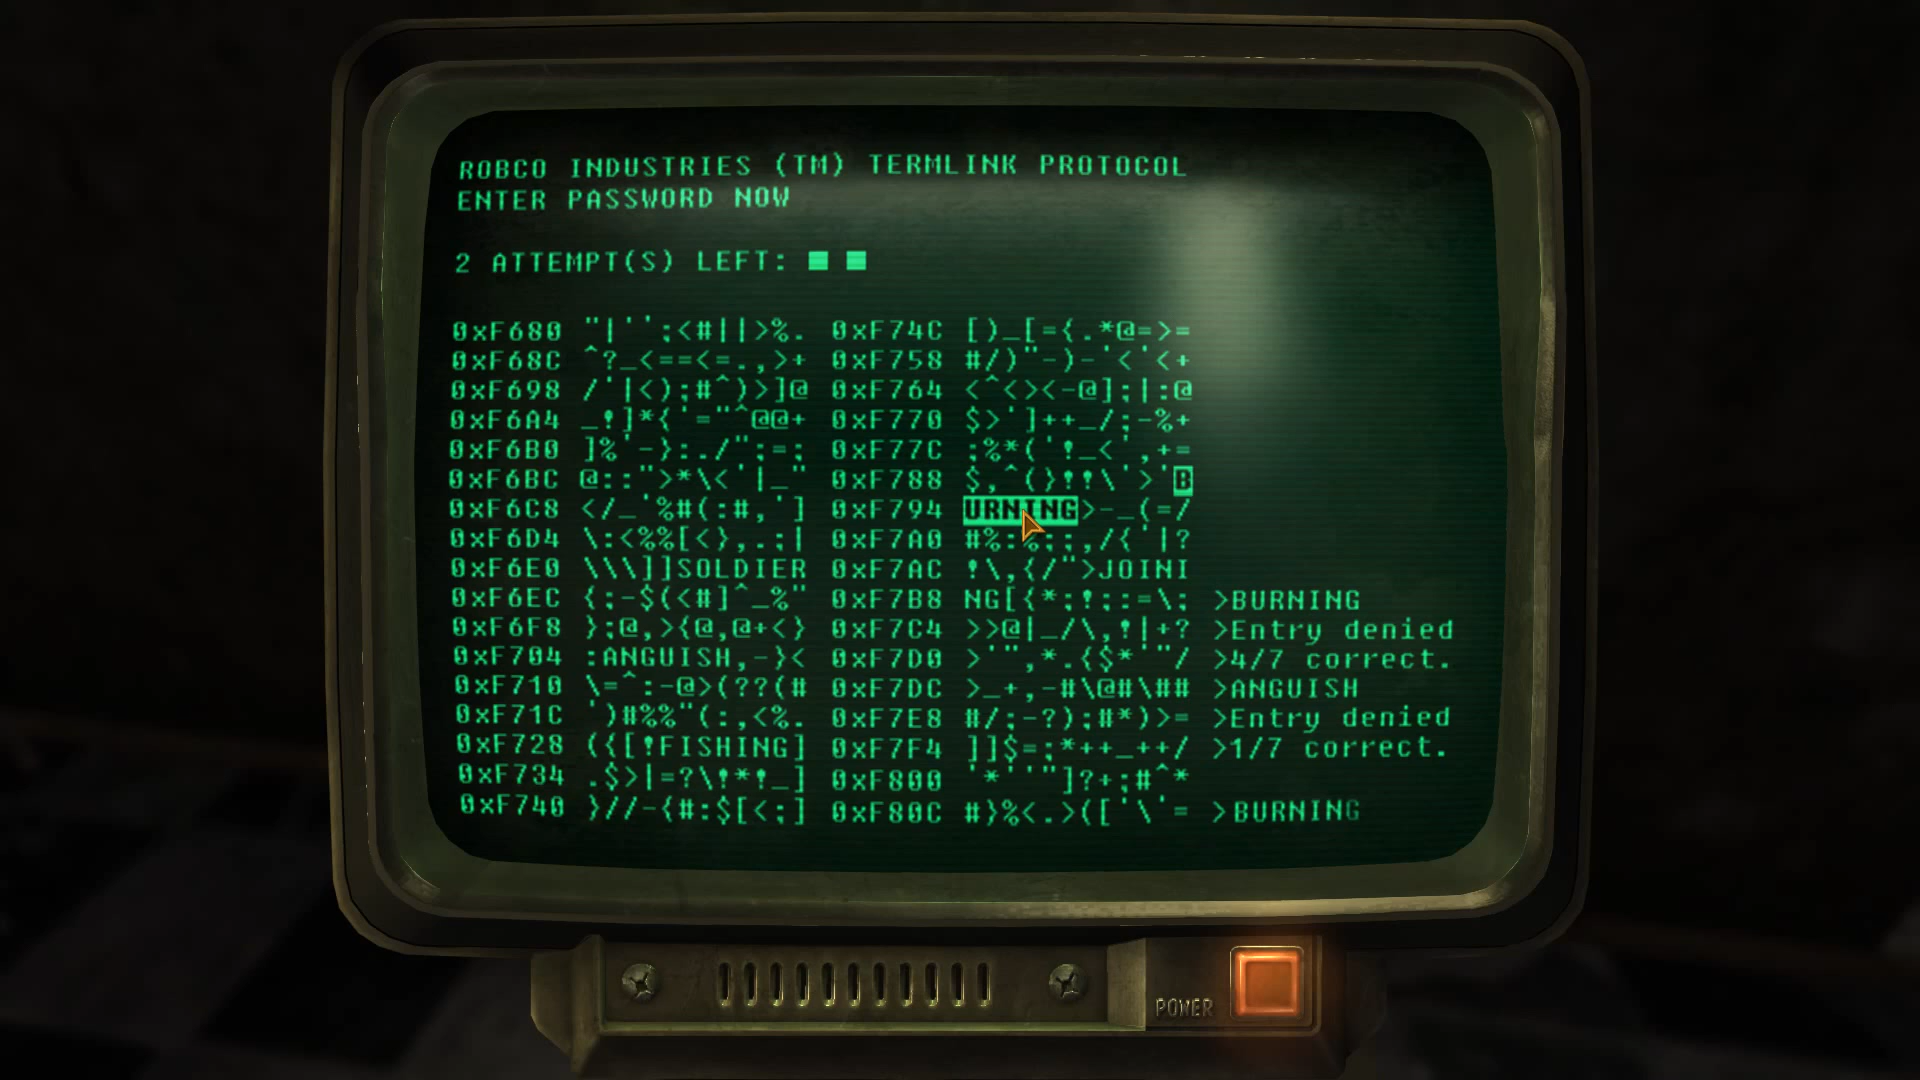 ROBCO INDUSTRIES (TM) TERMLINK PROTOCOL
ENTER PASSWORD NOW
2 ATTEMPT(S) LEFT:
0xF680 "|'';<#||>%. 0xF74C [)_[={.*@=>=
0xF68C ^?_<==<=.,>+ 0xF758 #/)"-)-'<'<+
0xF698 /'|<);#^)>]@ 0xF764 <^<><-@];|:@
0xF6A4 _!]*{'="^@@+ 0xF770 $>']++_/;-%+
0xF6B0 ]%'-}:./";=; 0xF77C ;%*('!_<',+=
0xF6BC @::">*\<'|_" 0xF788 $,^(}!!\'>'B
0xF6C8 </_'%#(:#,'] 0xF794 URNING>-_(=/
0xF6D4 \:<%%[<},.;| 0xF7A0 #%:%;;,/{'|?
0xF6E0 \\\]]SOLDIER 0xF7AC !\,{/">JOINI
0xF6EC {;-$(<#]^_%" 0xF7B8 NG[{*;!;:=\; >BURNING
0xF6F8 };@,>{@,@+<} 0xF7C4 >>@|_/\,!|+? >Entry denied
0xF704 :ANGUISH,-}< 0xF7D0 >'",*.{$*'"/ >4/7 correct.
0xF710 \=^:-@>(??(# 0xF7DC >_+,-#\@#\## >ANGUISH
0xF71C ')#%%"(:,<%. 0xF7E8 #/;-?);#*)>= >Entry denied
0xF728 ({[!FISHING] 0xF7F4 ]]$=;*++_++/ >1/7 correct.
0xF734 .$>|=?\!*!_] 0xF800 '*''"]?+;#^*
0xF740 }//-{#:$[<;] 0xF80C #}%<.>(['\'= >BURNING
POWER